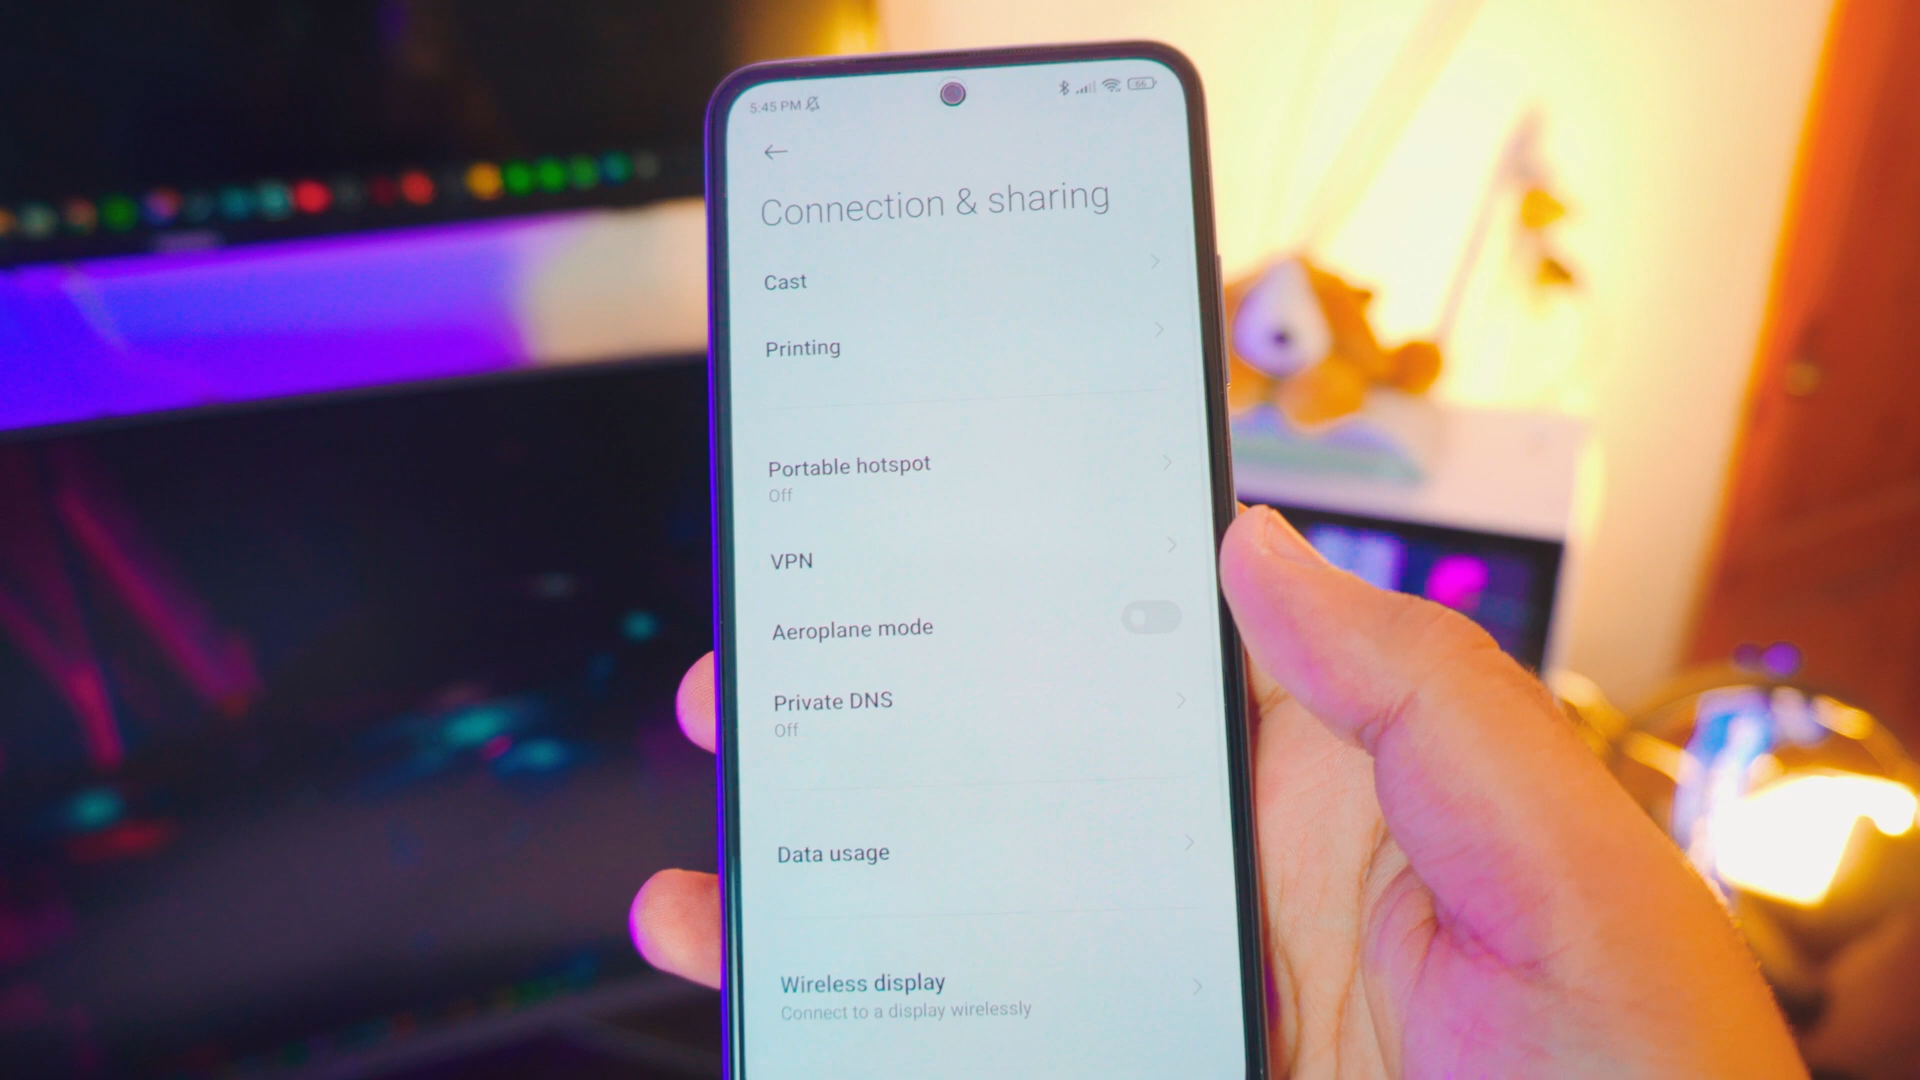 5:45 PM
66
Connection & sharing
Cast
Printing
Portable hotspot
Off
VPN
Aeroplane mode
Private DNS
Off
Data usage
Wireless display
Connect to a display wirelessly